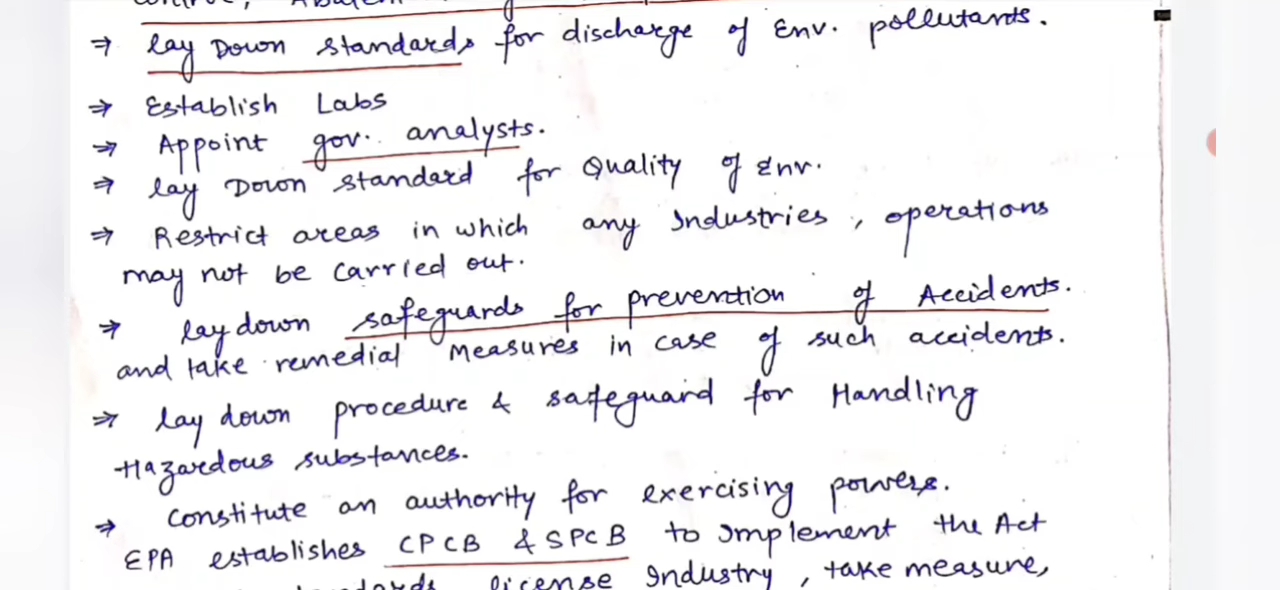 ⇒ lay Down standards for discharge of Env. pollutants.
⇒ Establish Labs
⇒ Appoint gov. analysts.
⇒ lay Down standard for Quality of Env.
⇒ Restrict areas in which any Industries, operations
may not be carried out.
⇒ lay down safeguards for prevention of Accidents.
and take remedial Measures in case of such accidents.
⇒ lay down procedure & safeguard for Handling
Hazardous substances.
⇒ Constitute an authority for exercising powers.
EPA establishes CPCB & SPCB to Implement the Act
license Industry, take measure,